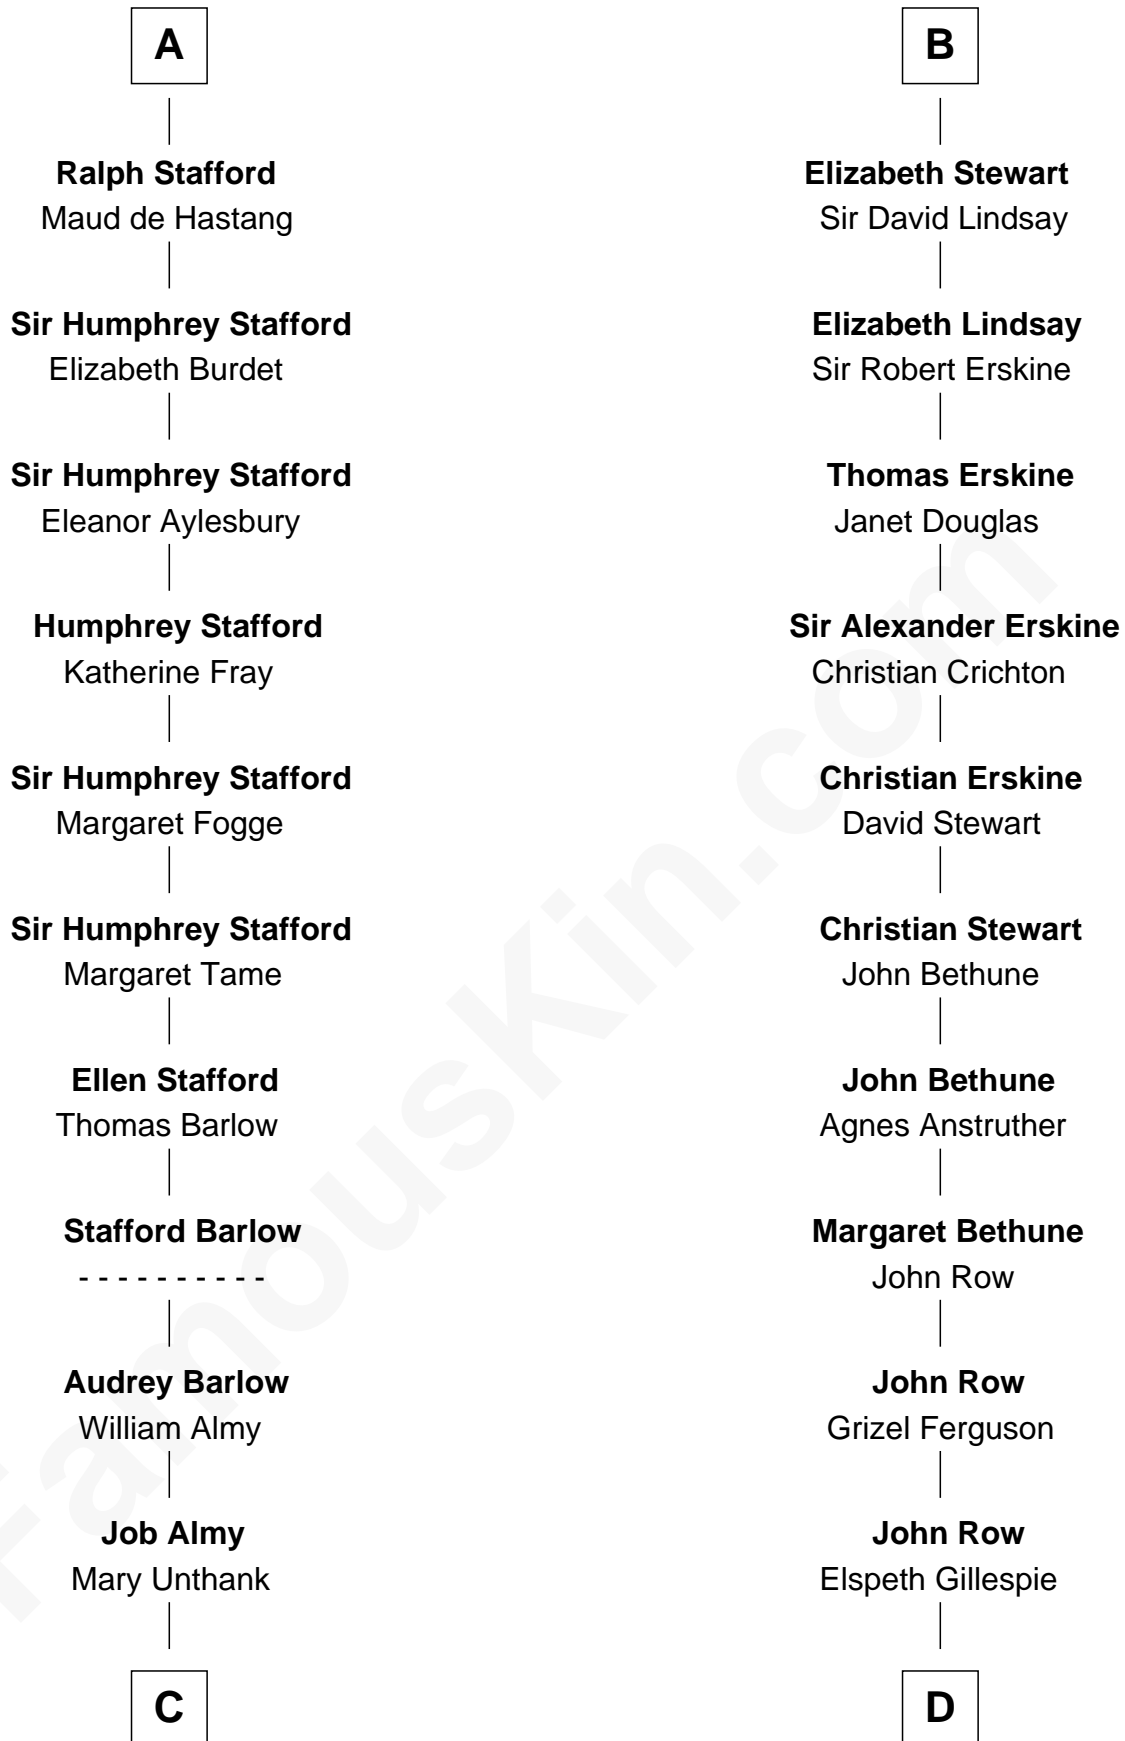 A
Ralph Stafford
Maud de Hastang
Sir Humphrey Stafford
Elizabeth Burdet
Sir Humphrey Stafford
Eleanor Aylesbury
Humphrey Stafford
Katherine Fray
Sir Humphrey Stafford
Margaret Fogge
Sir Humphrey Stafford
Margaret Tame
Ellen Stafford
Thomas Barlow
Stafford Barlow
- - - - - - - - - -
Audrey Barlow
William Almy
Job Almy
Mary Unthank
C
B
Elizabeth Stewart
Sir David Lindsay
Elizabeth Lindsay
Sir Robert Erskine
Thomas Erskine
Janet Douglas
Sir Alexander Erskine
Christian Crichton
Christian Erskine
David Stewart
Christian Stewart
John Bethune
John Bethune
Agnes Anstruther
Margaret Bethune
John Row
John Row
Grizel Ferguson
John Row
Elspeth Gillespie
D
FamousKin.com